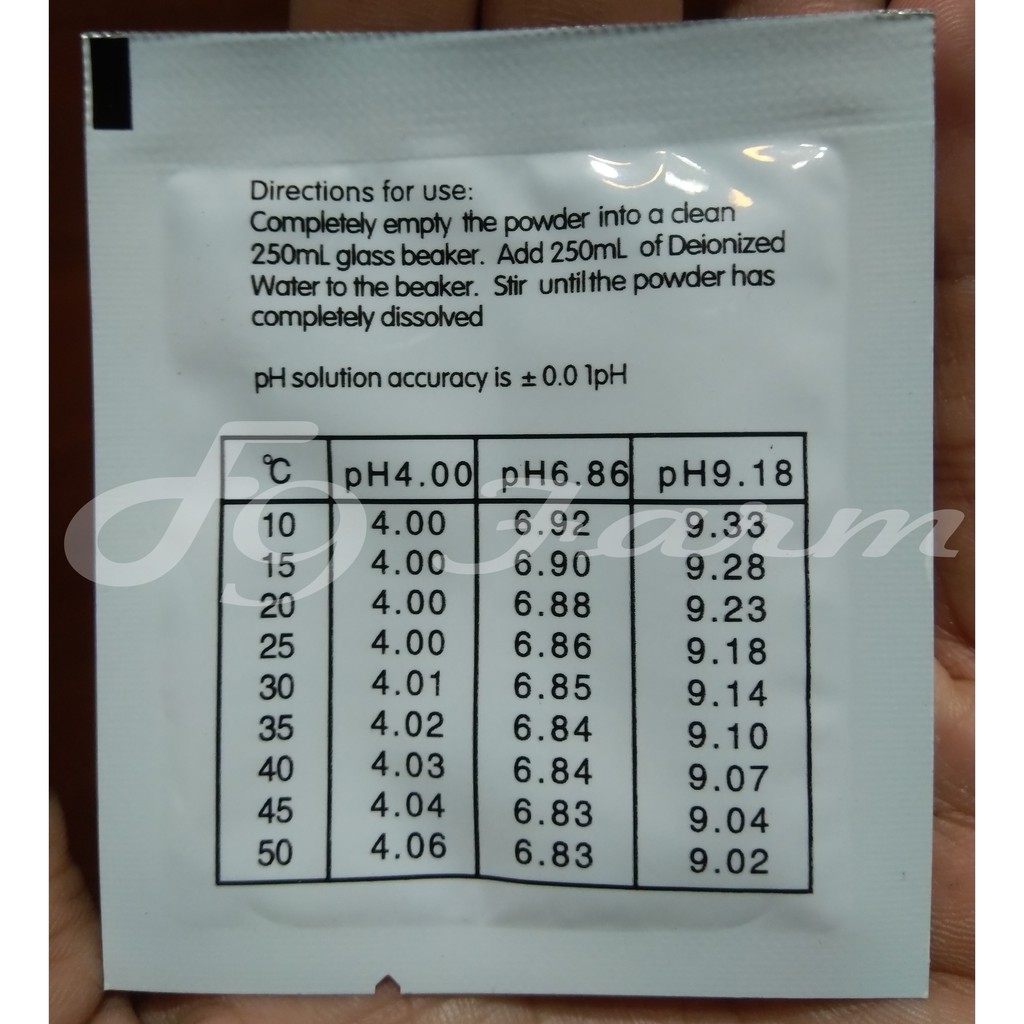 Directions for use:
Completely empty the powder into a clean
250mL glass beaker. Add 250mL of Deionized
Water to the beaker. Stir until the powder has
completely dissolved
pH solution accuracy is ± 0.01pH
°C pH4.00 pH6.86 pH9.18
10 4.00 6.92 9.33
15 4.00 6.90 9.28
20 4.00 6.88 9.23
25 4.00 6.86 9.18
30 4.01 6.85 9.14
35 4.02 6.84 9.10
40 4.03 6.84 9.07
45 4.04 6.83 9.04
50 4.06 6.83 9.02
Farm